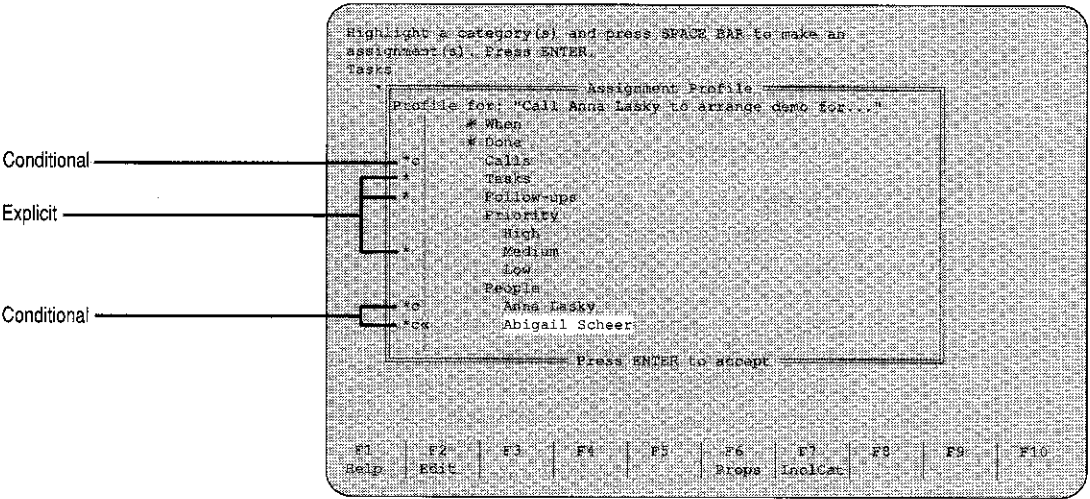 Highlight a category(s) and press SPACE BAR to make an
assignment(s). Press ENTER.
Tasks
Assignment Profile
Profile for: "Call Anna Lasky to arrange demo for..."
# When
# Done
Conditional *c Calls
* Tasks
Explicit * Follow-ups
Priority
High
* Medium
Low
People
Conditional *c Anna Lasky
*c« Abigail Scheer
Press ENTER to accept
F1 F2 F3 F4 F5 F6 F7 F8 F9 F10
Help Edit Props InclCat